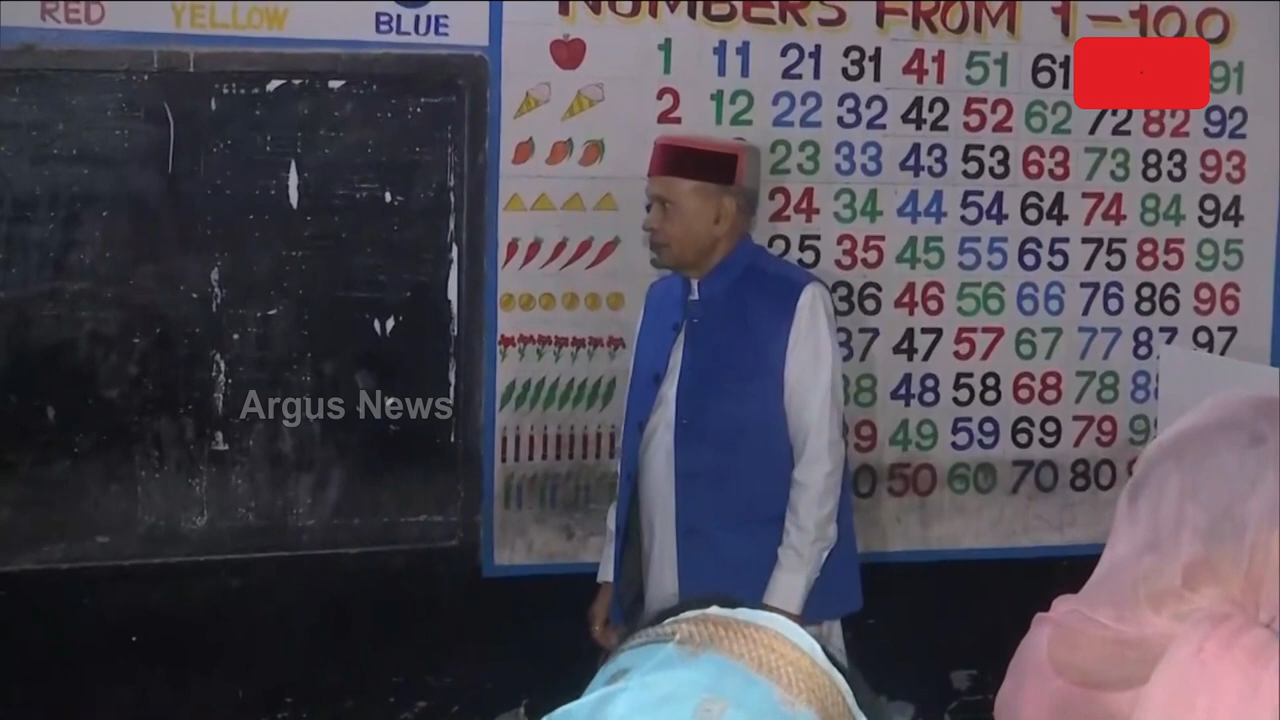 RED YELLOW BLUE
NUMBERS FROM 1-100
1 11 21 31 41 51 61 91
2 12 22 32 42 52 62 72 82 92
23 33 43 53 63 73 83 93
24 34 44 54 64 74 84 94
25 35 45 55 65 75 85 95
36 46 56 66 76 86 96
37 47 57 67 77 87 97
38 48 58 68 78
39 49 59 69 79
50 60 70 80
Argus News